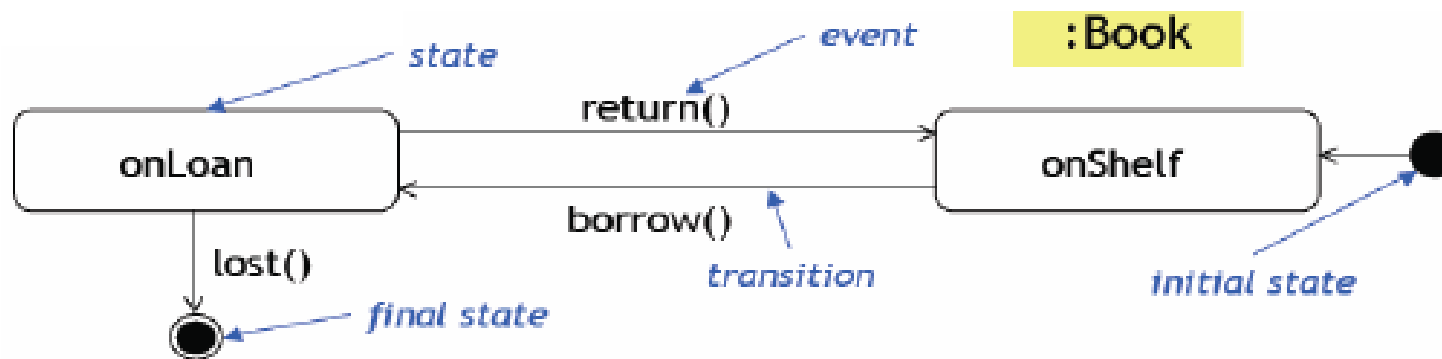 :Book
event
state
return()
onLoan
onShelf
borrow()
lost()
transition
initial state
final state